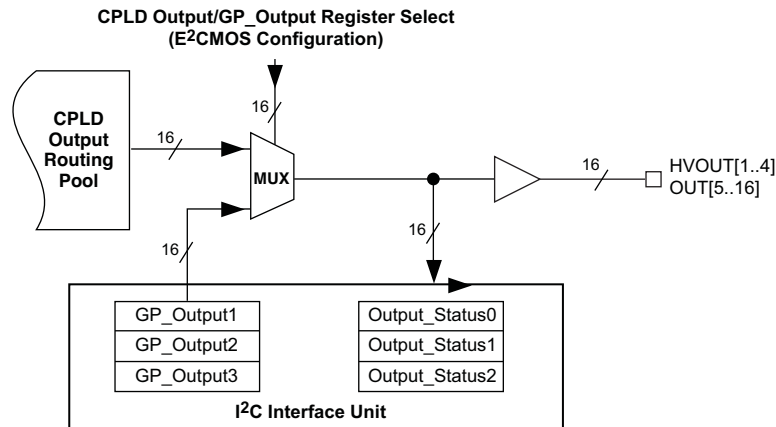 CPLD Output/GP_Output Register Select
(E²CMOS Configuration)
CPLD
Output
Routing
Pool
16
16
MUX
16
16
16
HVOUT[1..4]
OUT[5..16]
GP_Output1
GP_Output2
GP_Output3
Output_Status0
Output_Status1
Output_Status2
I²C Interface Unit